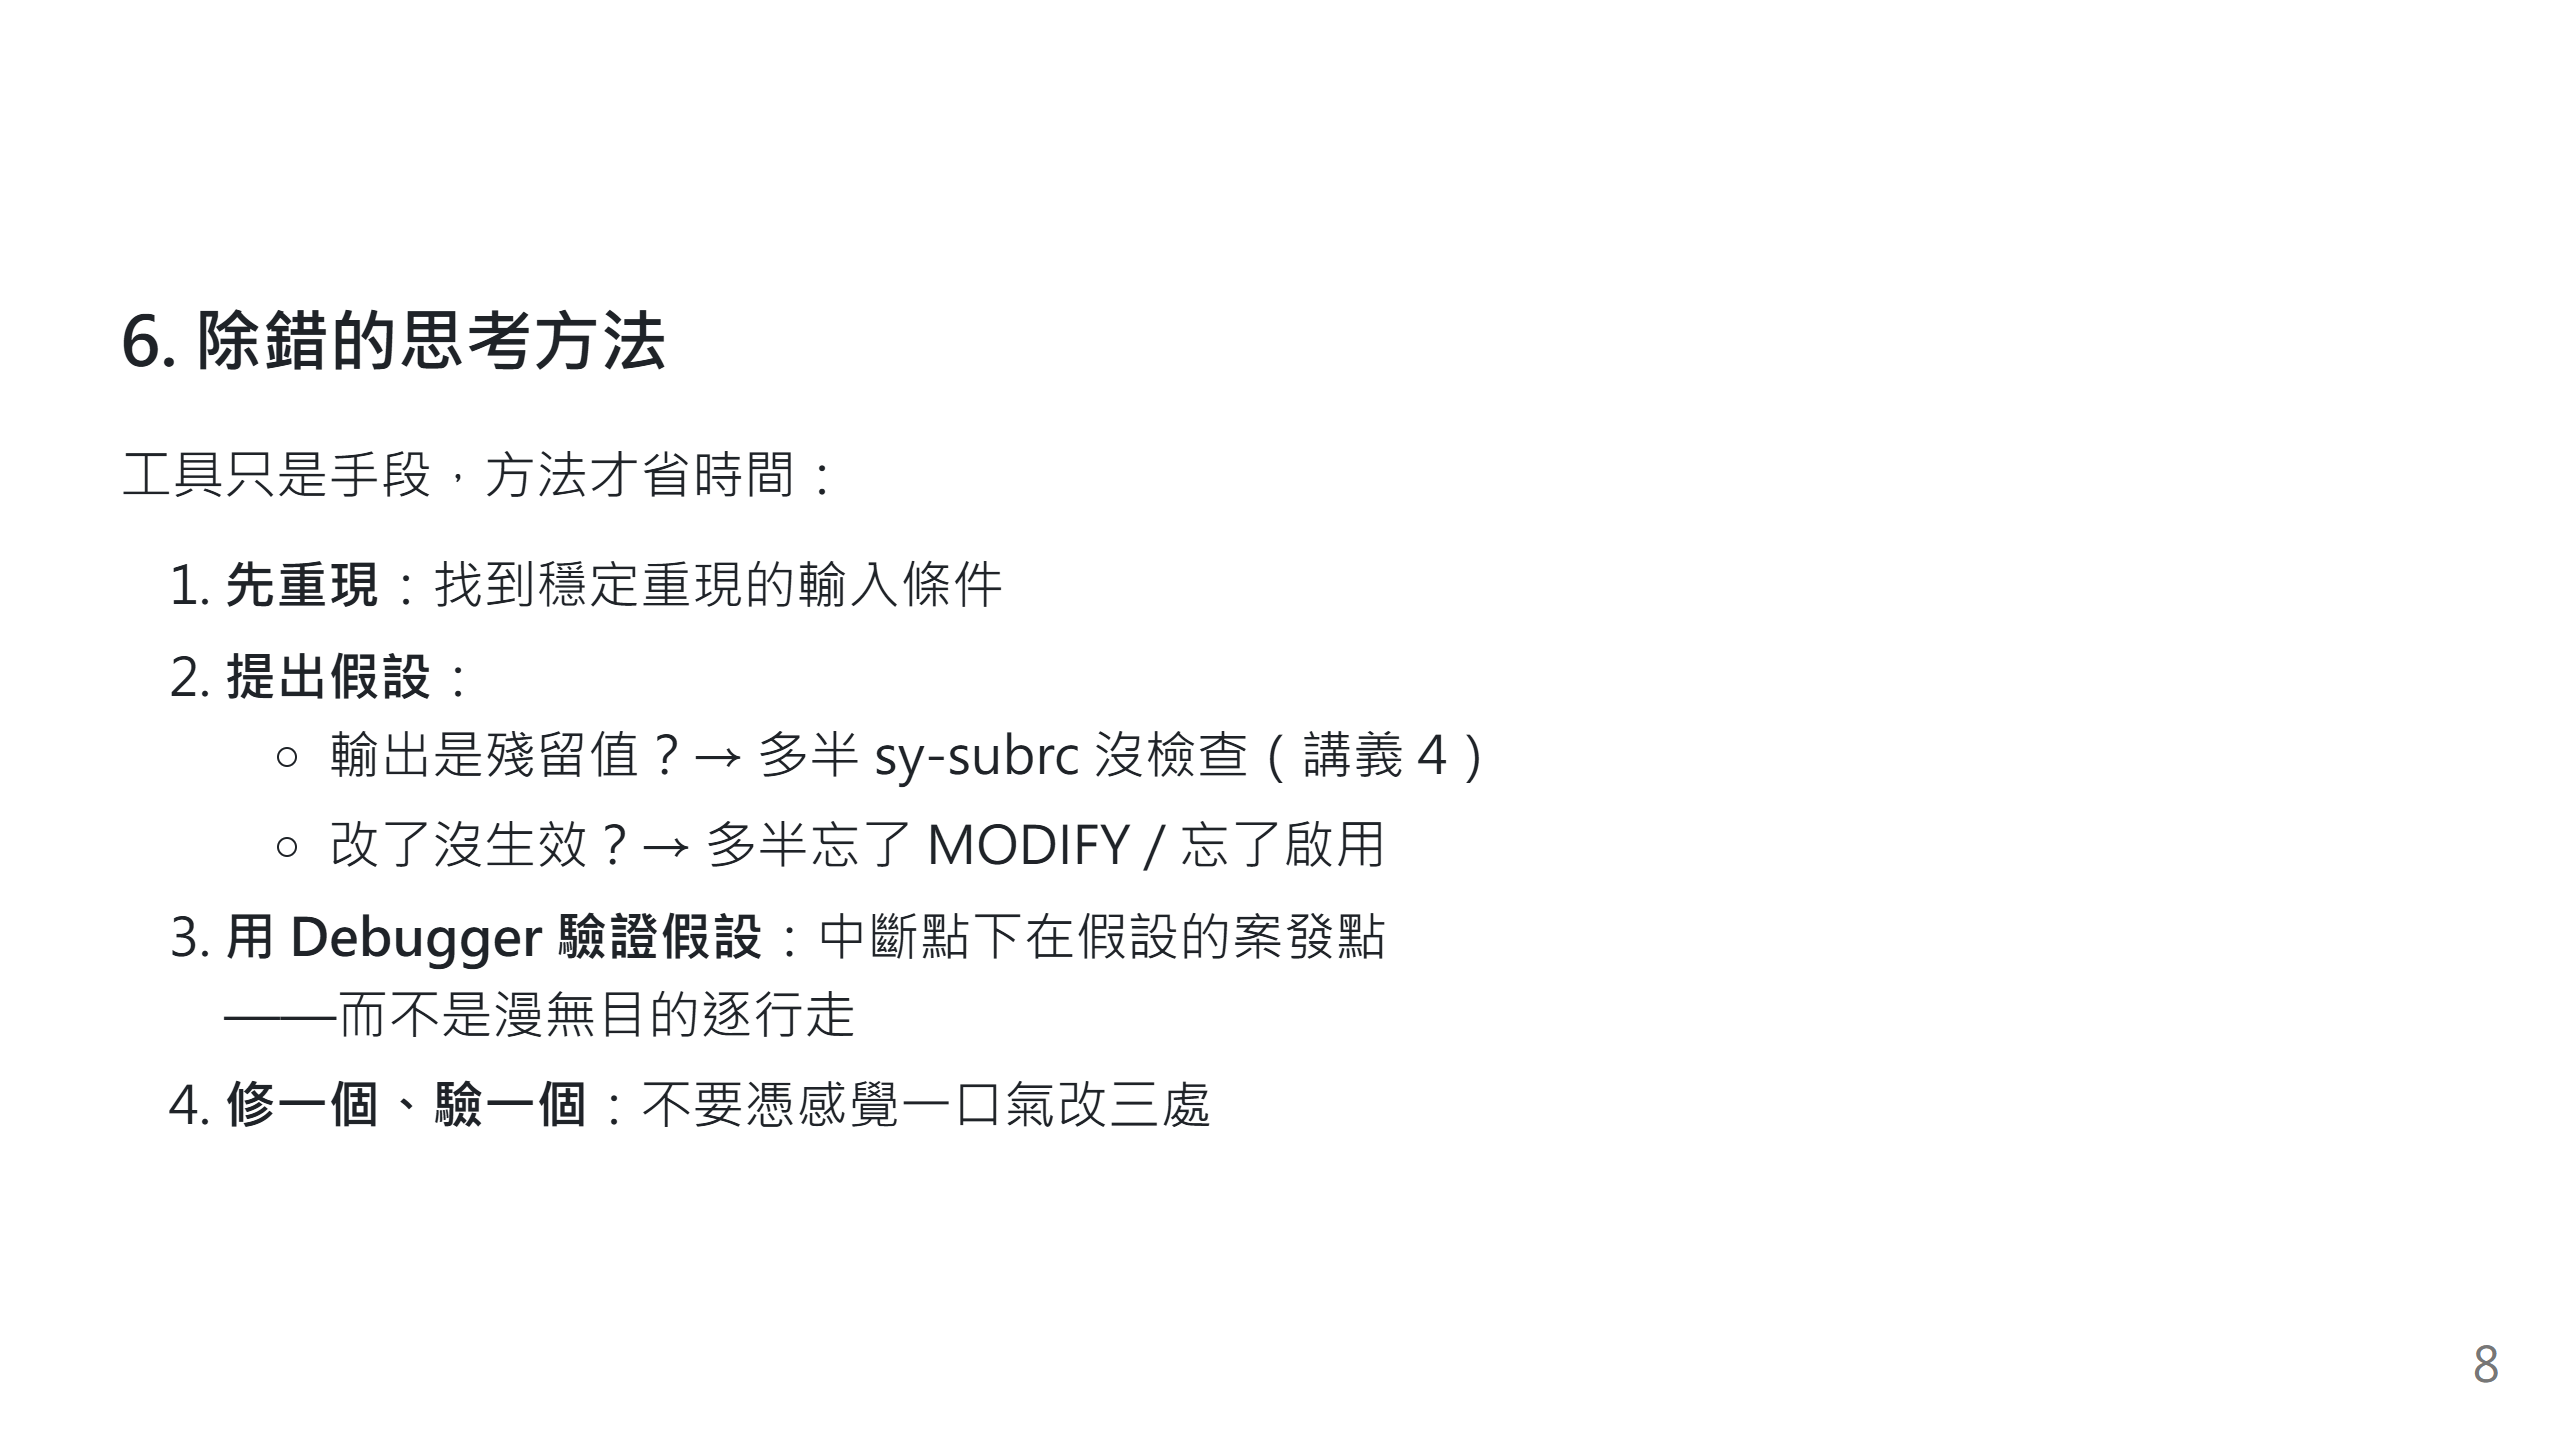 6. 除錯的思考方法
工具只是手段，方法才省時間：
1. 先重現：找到穩定重現的輸入條件
2. 提出假設：
○ 輸出是殘留值？→ 多半 sy-subrc 沒檢查（講義 4）
○ 改了沒生效？→ 多半忘了 MODIFY / 忘了啟用
3. 用 Debugger 驗證假設：中斷點下在假設的案發點
——而不是漫無目的逐行走
4. 修一個、驗一個：不要憑感覺一口氣改三處
8